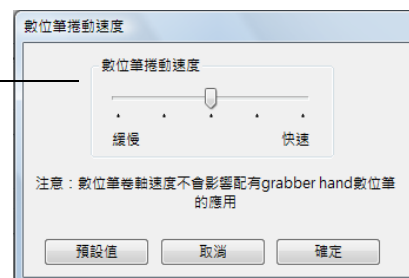 數位筆捲動速度
數位筆捲動速度
緩慢 快速
注意：數位筆卷軸速度不會影響配有grabber hand數位筆
的應用
預設值 取消 確定